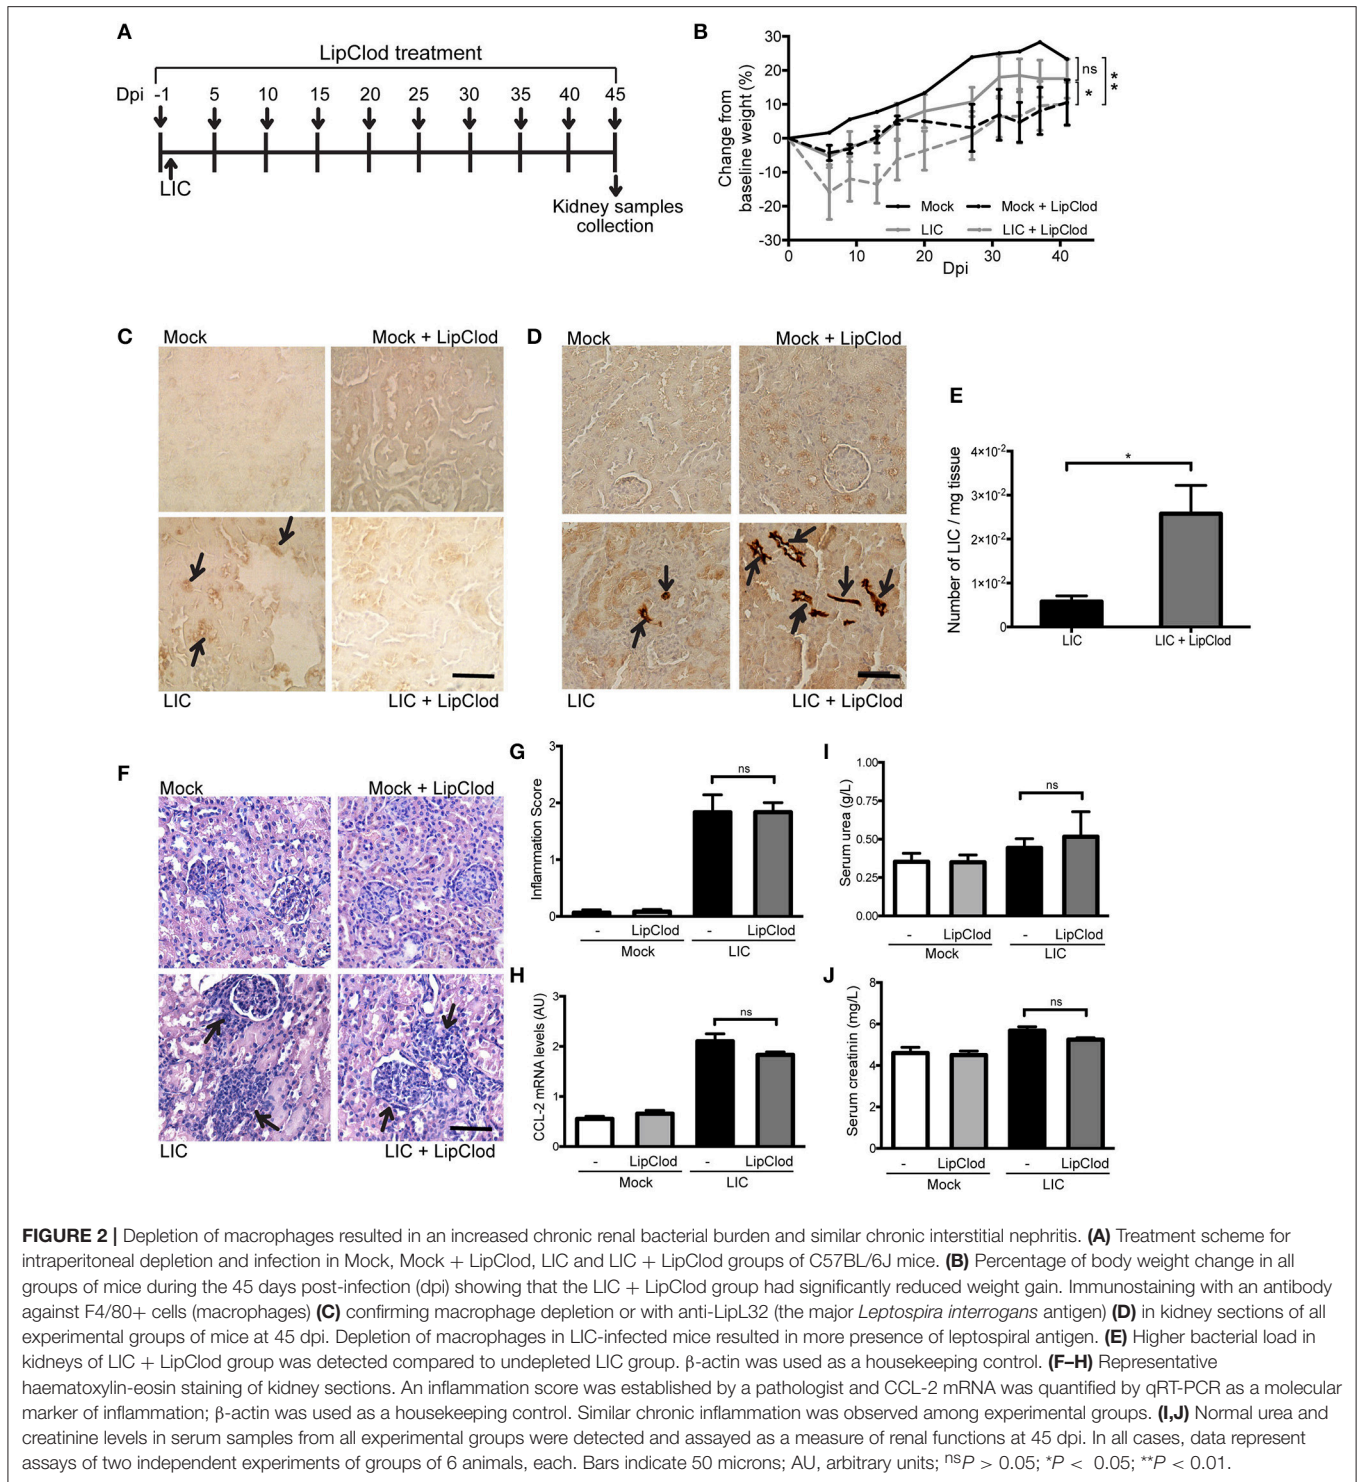 A
LipClod treatment
Dpi -1 5 10 15 20 25 30 35 40 45
LIC
Kidney samples
collection
B
Change from
baseline weight (%)
30
20
10
0
-10
-20
-30
0 10 20 30 40
Dpi
Mock Mock + LipClod
LIC LIC + LipClod
ns
*
**
C
Mock Mock + LipClod
LIC LIC + LipClod
D
Mock Mock + LipClod
LIC LIC + LipClod
E
Number of LIC / mg tissue
4×10⁻²
3×10⁻²
2×10⁻²
1×10⁻²
0
*
LIC LIC + LipClod
F
Mock Mock + LipClod
LIC LIC + LipClod
G
Inflammation Score
3
2
1
0
ns
- LipClod - LipClod
Mock LIC
H
CCL-2 mRNA levels (AU)
3
2
1
0
ns
- LipClod - LipClod
Mock LIC
I
Serum urea (g/L)
1.00
0.75
0.50
0.25
0.00
ns
- LipClod - LipClod
Mock LIC
J
Serum creatinin (mg/L)
8
6
4
2
0
ns
- LipClod - LipClod
Mock LIC
FIGURE 2 | Depletion of macrophages resulted in an increased chronic renal bacterial burden and similar chronic interstitial nephritis. (A) Treatment scheme for
intraperitoneal depletion and infection in Mock, Mock + LipClod, LIC and LIC + LipClod groups of C57BL/6J mice. (B) Percentage of body weight change in all
groups of mice during the 45 days post-infection (dpi) showing that the LIC + LipClod group had significantly reduced weight gain. Immunostaining with an antibody
against F4/80+ cells (macrophages) (C) confirming macrophage depletion or with anti-LipL32 (the major Leptospira interrogans antigen) (D) in kidney sections of all
experimental groups of mice at 45 dpi. Depletion of macrophages in LIC-infected mice resulted in more presence of leptospiral antigen. (E) Higher bacterial load in
kidneys of LIC + LipClod group was detected compared to undepleted LIC group. β-actin was used as a housekeeping control. (F–H) Representative
haematoxylin-eosin staining of kidney sections. An inflammation score was established by a pathologist and CCL-2 mRNA was quantified by qRT-PCR as a molecular
marker of inflammation; β-actin was used as a housekeeping control. Similar chronic inflammation was observed among experimental groups. (I,J) Normal urea and
creatinine levels in serum samples from all experimental groups were detected and assayed as a measure of renal functions at 45 dpi. In all cases, data represent
assays of two independent experiments of groups of 6 animals, each. Bars indicate 50 microns; AU, arbitrary units; nsP > 0.05; *P < 0.05; **P < 0.01.